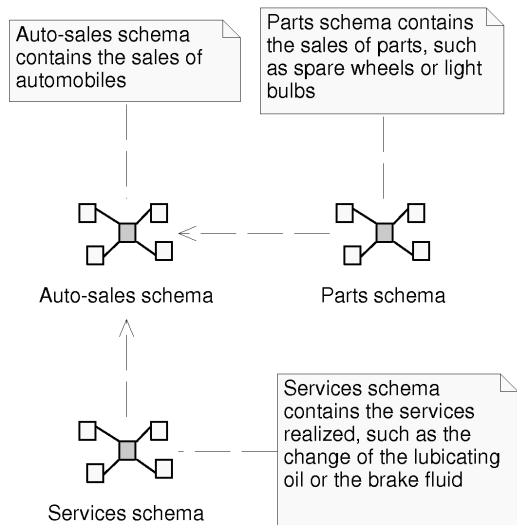 Auto-sales schema
contains the sales of
automobiles
Parts schema contains
the sales of parts, such
as spare wheels or light
bulbs
Auto-sales schema
Parts schema
Services schema
contains the services
realized, such as the
change of the lubicating
oil or the brake fluid
Services schema